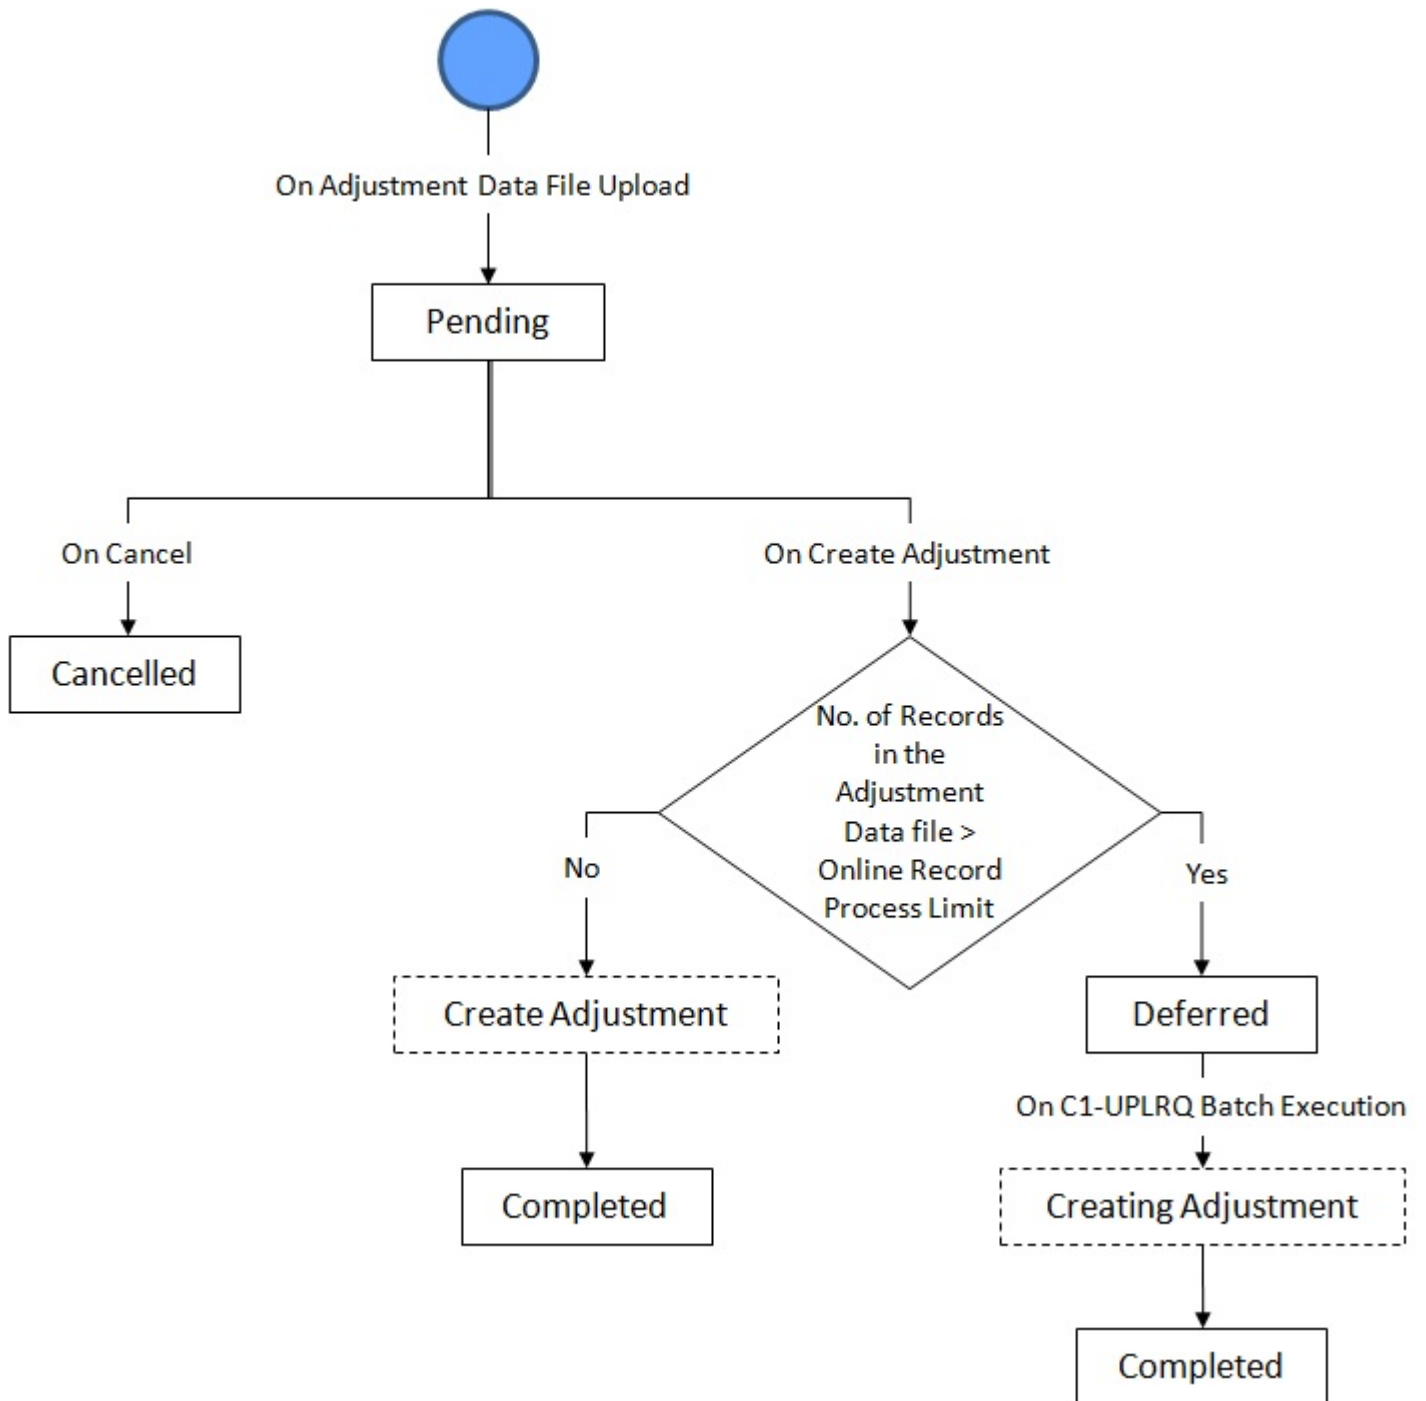 On Adjustment Data File Upload
Pending
On Cancel
On Create Adjustment
Cancelled
No. of Records
in the
Adjustment
Data file >
Online Record
Process Limit
No
Yes
Create Adjustment
Deferred
On C1-UPLRQ Batch Execution
Completed
Creating Adjustment
Completed